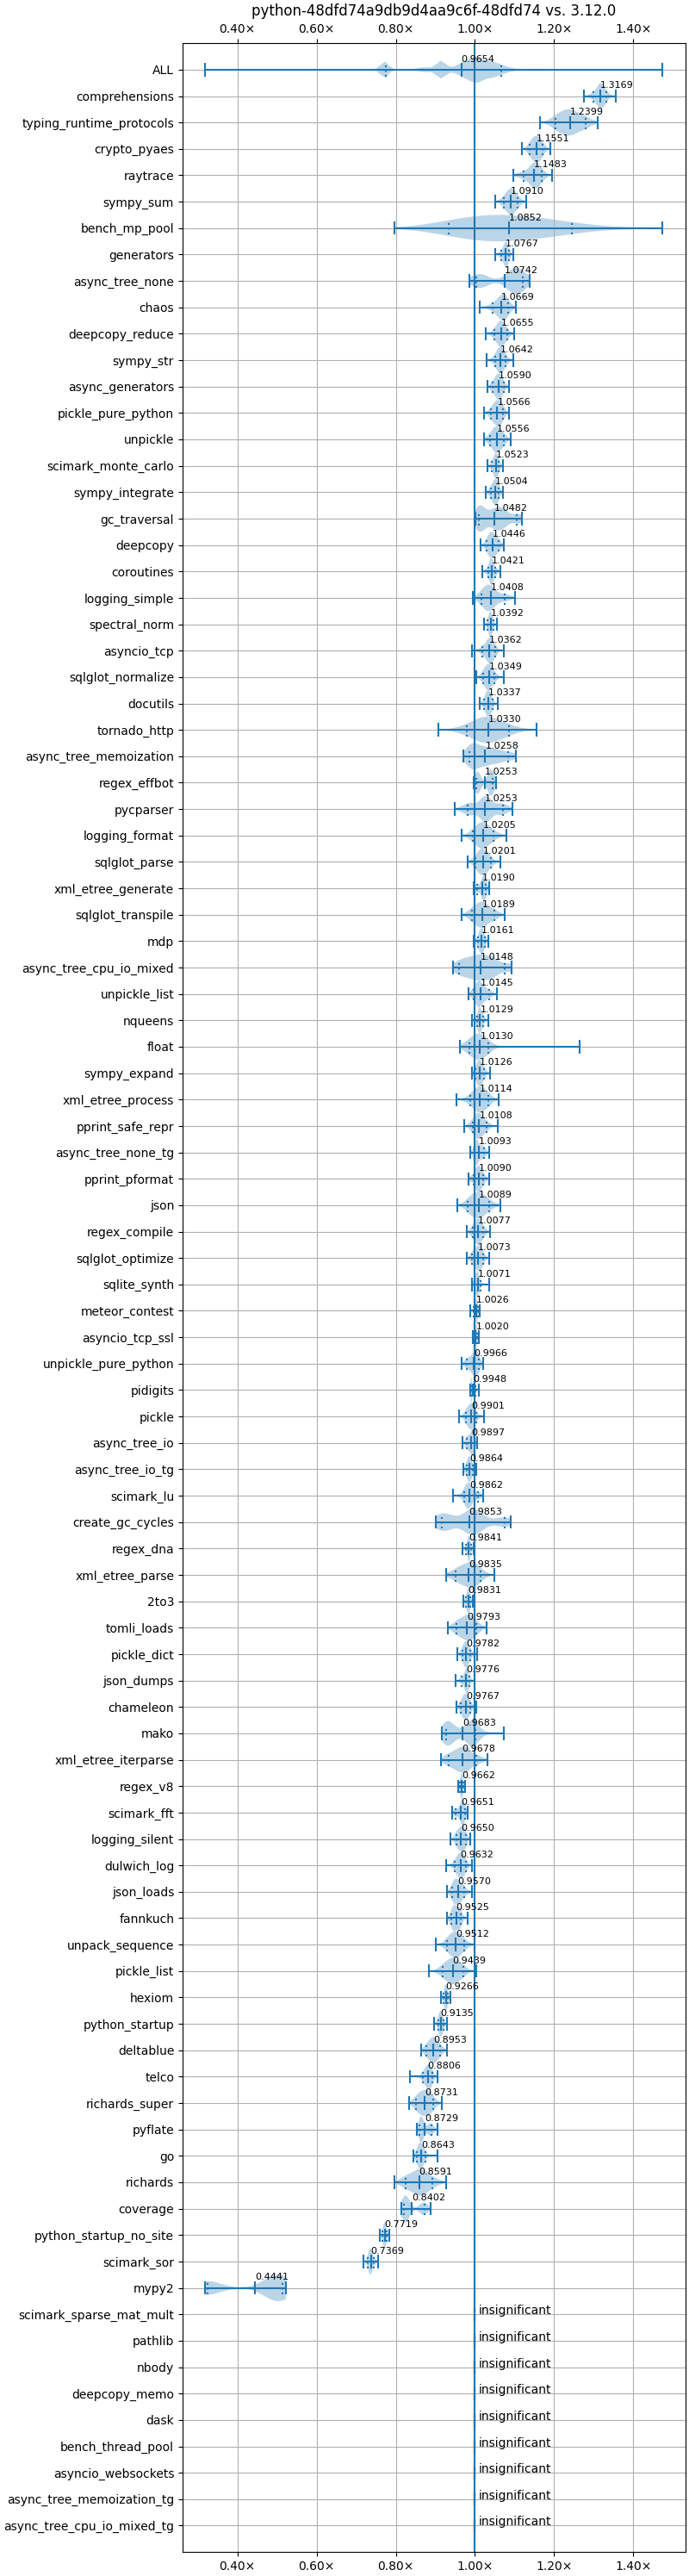 python-48dfd74a9db9d4aa9c6f-48dfd74 vs. 3.12.0
0.40× 0.60× 0.80× 1.00× 1.20× 1.40×
ALL 0.9654
comprehensions 1.3169
typing_runtime_protocols 1.2399
crypto_pyaes 1.1551
raytrace 1.1483
sympy_sum 1.0910
bench_mp_pool 1.0852
generators 1.0767
async_tree_none 1.0742
chaos 1.0669
deepcopy_reduce 1.0655
sympy_str 1.0642
async_generators 1.0590
pickle_pure_python 1.0566
unpickle 1.0556
scimark_monte_carlo 1.0523
sympy_integrate 1.0504
gc_traversal 1.0482
deepcopy 1.0446
coroutines 1.0421
logging_simple 1.0408
spectral_norm 1.0392
asyncio_tcp 1.0362
sqlglot_normalize 1.0349
docutils 1.0337
tornado_http 1.0330
async_tree_memoization 1.0258
regex_effbot 1.0253
pycparser 1.0253
logging_format 1.0205
sqlglot_parse 1.0201
xml_etree_generate 1.0190
sqlglot_transpile 1.0189
mdp 1.0161
async_tree_cpu_io_mixed 1.0148
unpickle_list 1.0145
nqueens 1.0129
float 1.0130
sympy_expand 1.0126
xml_etree_process 1.0114
pprint_safe_repr 1.0108
async_tree_none_tg 1.0093
pprint_pformat 1.0090
json 1.0089
regex_compile 1.0077
sqlglot_optimize 1.0073
sqlite_synth 1.0071
meteor_contest 1.0026
asyncio_tcp_ssl 1.0020
unpickle_pure_python 0.9966
pidigits 0.9948
pickle 0.9901
async_tree_io 0.9897
async_tree_io_tg 0.9864
scimark_lu 0.9862
create_gc_cycles 0.9853
regex_dna 0.9841
xml_etree_parse 0.9835
2to3 0.9831
tomli_loads 0.9793
pickle_dict 0.9782
json_dumps 0.9776
chameleon 0.9767
mako 0.9683
xml_etree_iterparse 0.9678
regex_v8 0.9662
scimark_fft 0.9651
logging_silent 0.9650
dulwich_log 0.9632
json_loads 0.9570
fannkuch 0.9525
unpack_sequence 0.9512
pickle_list 0.9439
hexiom 0.9266
python_startup 0.9135
deltablue 0.8953
telco 0.8806
richards_super 0.8731
pyflate 0.8729
go 0.8643
richards 0.8591
coverage 0.8402
python_startup_no_site 0.7719
scimark_sor 0.7369
mypy2 0.4441
scimark_sparse_mat_mult insignificant
pathlib insignificant
nbody insignificant
deepcopy_memo insignificant
dask insignificant
bench_thread_pool insignificant
asyncio_websockets insignificant
async_tree_memoization_tg insignificant
async_tree_cpu_io_mixed_tg insignificant
0.40× 0.60× 0.80× 1.00× 1.20× 1.40×